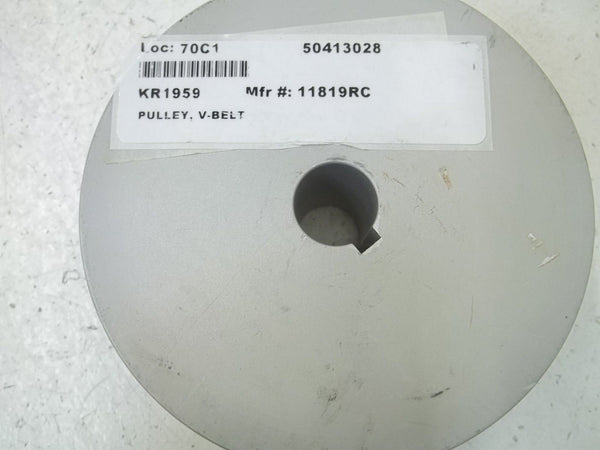 Loc: 70C1 50413028
KR1959 Mfr #: 11819RC
PULLEY, V-BELT